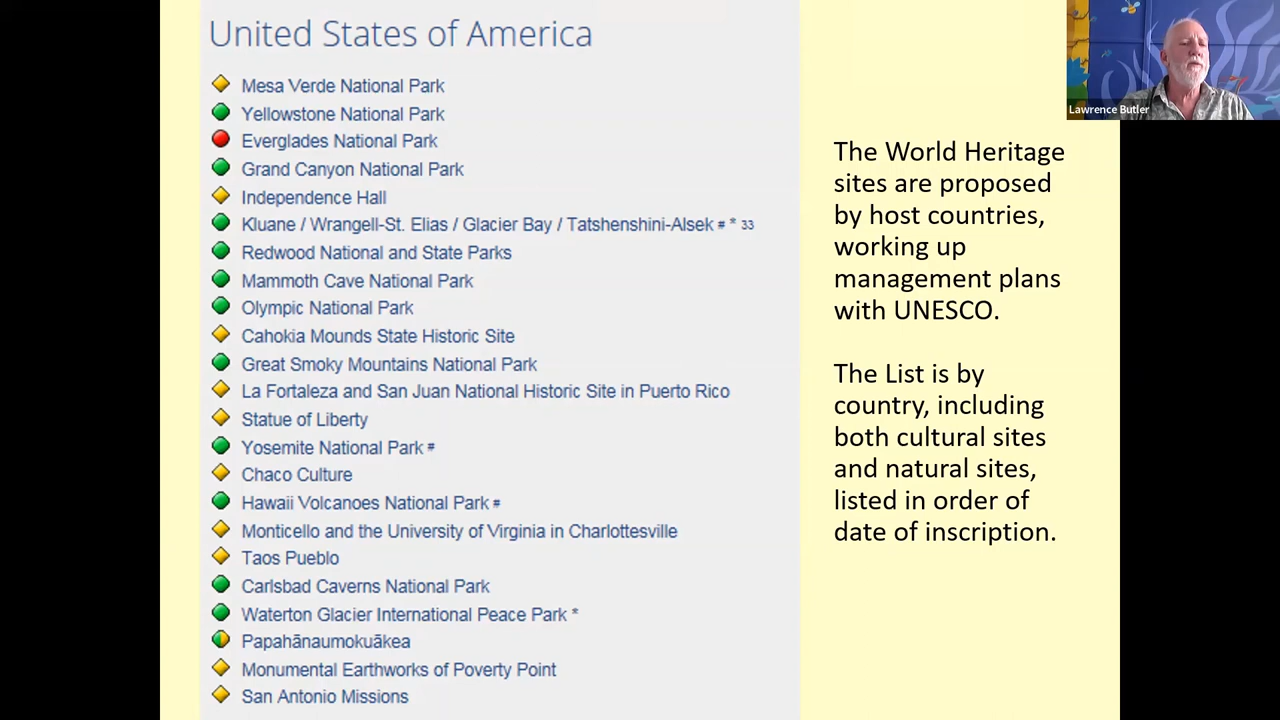 United States of America
Mesa Verde National Park
Yellowstone National Park
Everglades National Park
Grand Canyon National Park
Independence Hall
Kluane / Wrangell-St. Elias / Glacier Bay / Tatshenshini-Alsek # * 33
Redwood National and State Parks
Mammoth Cave National Park
Olympic National Park
Cahokia Mounds State Historic Site
Great Smoky Mountains National Park
La Fortaleza and San Juan National Historic Site in Puerto Rico
Statue of Liberty
Yosemite National Park #
Chaco Culture
Hawaii Volcanoes National Park #
Monticello and the University of Virginia in Charlottesville
Taos Pueblo
Carlsbad Caverns National Park
Waterton Glacier International Peace Park *
Papahānaumokuākea
Monumental Earthworks of Poverty Point
San Antonio Missions
Lawrence Butler
The World Heritage
sites are proposed
by host countries,
working up
management plans
with UNESCO.
The List is by
country, including
both cultural sites
and natural sites,
listed in order of
date of inscription.